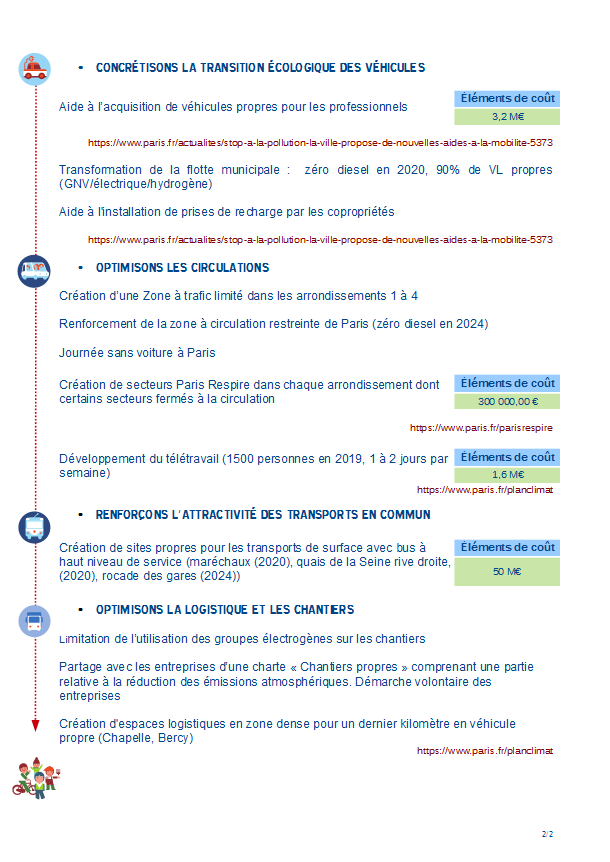 • CONCRÉTISONS LA TRANSITION ÉCOLOGIQUE DES VÉHICULES
Éléments de coût
Aide à l'acquisition de véhicules propres pour les professionnels
3,2 M€
https://www.paris.fr/actualites/stop-a-la-pollution-la-ville-propose-de-nouvelles-aides-a-la-mobilite-5373
Transformation de la flotte municipale : zéro diesel en 2020, 90% de VL propres
(GNV/électrique/hydrogène)
Aide à l'installation de prises de recharge par les copropriétés
https://www.paris.fr/actualites/stop-a-la-pollution-la-ville-propose-de-nouvelles-aides-a-la-mobilite-5373
• OPTIMISONS LES CIRCULATIONS
Création d'une Zone à trafic limité dans les arrondissements 1 à 4
Renforcement de la zone à circulation restreinte de Paris (zéro diesel en 2024)
Journée sans voiture à Paris
Création de secteurs Paris Respire dans chaque arrondissement dont
certains secteurs fermés à la circulation
Éléments de coût
300 000,00 €
https://www.paris.fr/parisrespire
Développement du télétravail (1500 personnes en 2019, 1 à 2 jours par
semaine)
Éléments de coût
1,6 M€
https://www.paris.fr/planclimat
• RENFORÇONS L'ATTRACTIVITÉ DES TRANSPORTS EN COMMUN
Création de sites propres pour les transports de surface avec bus à
haut niveau de service (maréchaux (2020), quais de la Seine rive droite,
(2020), rocade des gares (2024))
Éléments de coût
50 M€
• OPTIMISONS LA LOGISTIQUE ET LES CHANTIERS
Limitation de l'utilisation des groupes électrogènes sur les chantiers
Partage avec les entreprises d'une charte « Chantiers propres » comprenant une partie
relative à la réduction des émissions atmosphériques. Démarche volontaire des
entreprises
Création d'espaces logistiques en zone dense pour un dernier kilomètre en véhicule
propre (Chapelle, Bercy)
https://www.paris.fr/planclimat
2/2